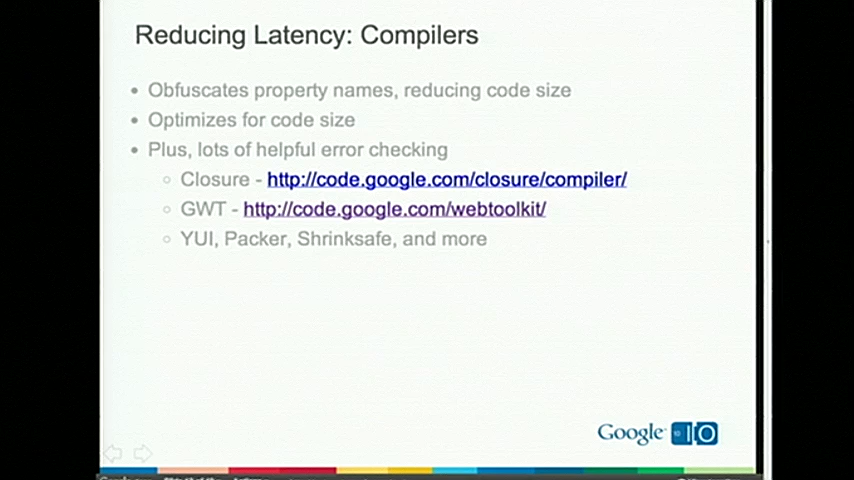 Reducing Latency: Compilers
• Obfuscates property names, reducing code size
• Optimizes for code size
• Plus, lots of helpful error checking
○ Closure - http://code.google.com/closure/compiler/
○ GWT - http://code.google.com/webtoolkit/
○ YUI, Packer, Shrinksafe, and more
Google IO